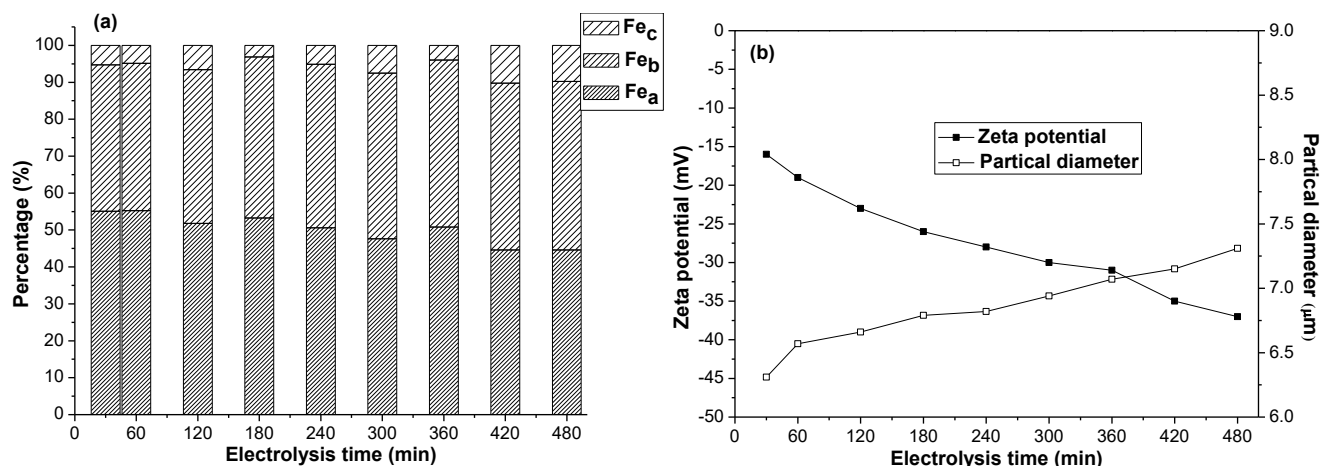 (a)
Fe_c
Fe_b
Fe_a
100
90
80
70
60
50
40
30
20
10
0
Percentage (%)
0 60 120 180 240 300 360 420 480
Electrolysis time (min)
(b)
Zeta potential
Partical diameter
0
-5
-10
-15
-20
-25
-30
-35
-40
-45
-50
Zeta potential (mV)
9.0
8.5
8.0
7.5
7.0
6.5
6.0
Partical diameter (μm)
0 60 120 180 240 300 360 420 480
Electrolysis time (min)